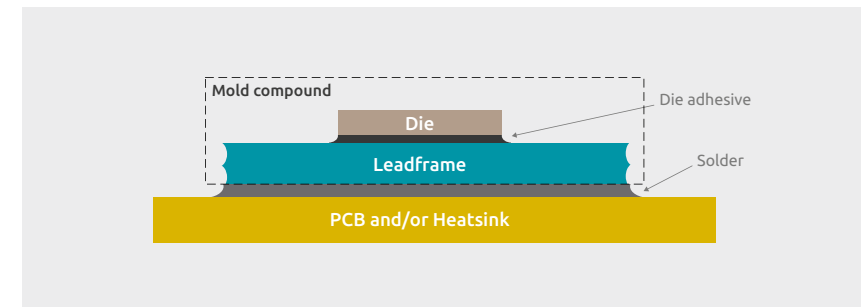 Mold compound
Die adhesive
Die
Leadframe
Solder
PCB and/or Heatsink